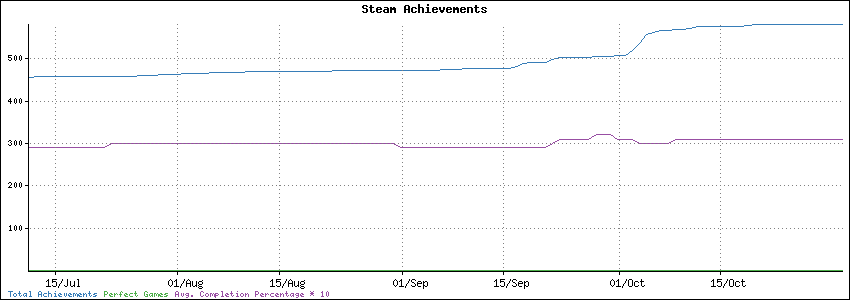 Steam Achievements
500
400
300
200
100
15/Jul 01/Aug 15/Aug 01/Sep 15/Sep 01/Oct 15/Oct
Total Achievements Perfect Games Avg. Completion Percentage * 10